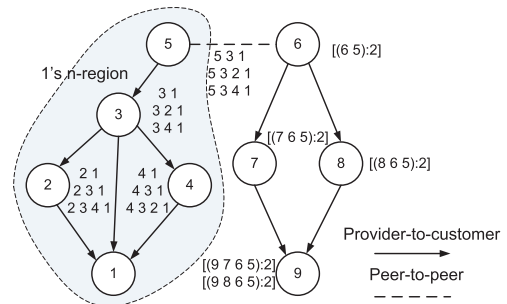 5
6
[(6 5):2]
5 3 1
5 3 2 1
5 3 4 1
1's n-region
3 1
3 2 1
3 4 1
3
[(7 6 5):2]
7
8
[(8 6 5):2]
2
2 1
2 3 1
2 3 4 1
4 1
4 3 1
4 3 2 1
4
Provider-to-customer
1
[(9 7 6 5):2]
[(9 8 6 5):2]
9
Peer-to-peer